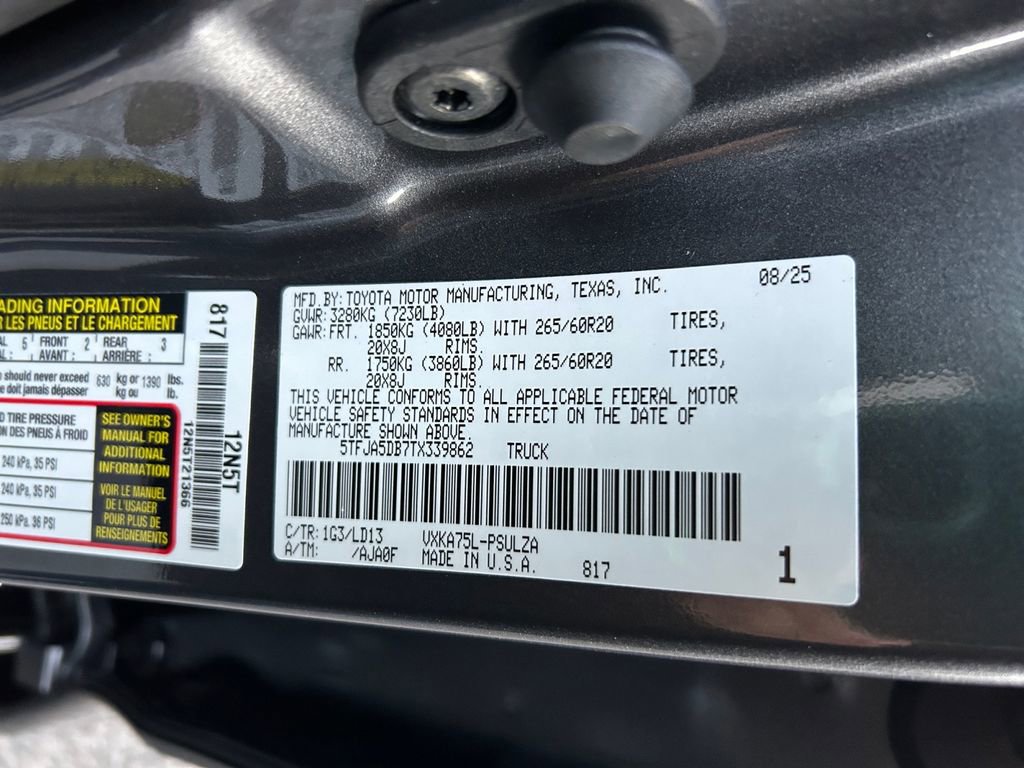 MFD.BY:TOYOTA MOTOR MANUFACTURING, TEXAS, INC. 08/25
GVWR:3280KG (7230LB)
GAWR:FRT. 1850KG (4080LB) WITH 265/60R20 TIRES,
20X8J RIMS.
RR. 1750KG (3860LB) WITH 265/60R20 TIRES,
20X8J RIMS.
THIS VEHICLE CONFORMS TO ALL APPLICABLE FEDERAL MOTOR
VEHICLE SAFETY STANDARDS IN EFFECT ON THE DATE OF
MANUFACTURE SHOWN ABOVE.
5TFJA5DB7TX339862 TRUCK
C/TR:1G3/LD13 VXKA75L-PSULZA
A/TM: /AJA0F MADE IN U.S.A. 817 1
ADING INFORMATION
R LES PNEUS ET LE CHARGEMENT
AL 5 FRONT 2 REAR 3
AL : AVANT : ARRIÈRE :
should never exceed 630 kg or 1390 lbs.
e doit jamais dépasser kg ou lb.
D TIRE PRESSURE
ON DES PNEUS À FROID
240 kPa, 35 PSI
240 kPa, 35 PSI
250 kPa, 36 PSI
SEE OWNER'S
MANUAL FOR
ADDITIONAL
INFORMATION
VOIR LE MANUEL
DE L'USAGER
POUR PLUS DE
RENSEIGNEMENTS
817
12N5T21366
12N5T